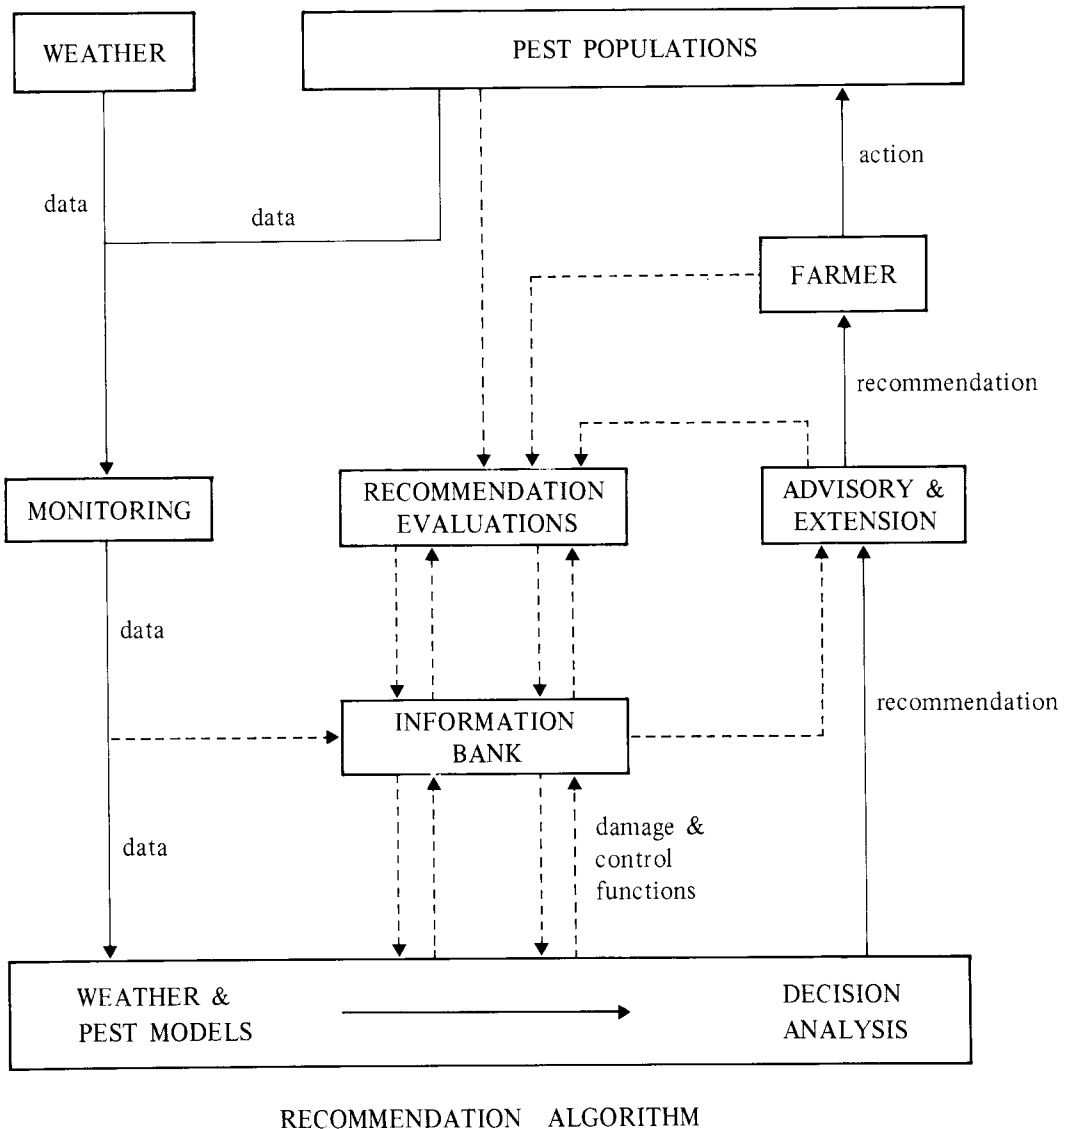 WEATHER
PEST POPULATIONS
action
data
data
FARMER
recommendation
MONITORING
RECOMMENDATION
EVALUATIONS
ADVISORY &
EXTENSION
data
recommendation
INFORMATION
BANK
data
damage &
control
functions
WEATHER &
PEST MODELS
DECISION
ANALYSIS
RECOMMENDATION ALGORITHM